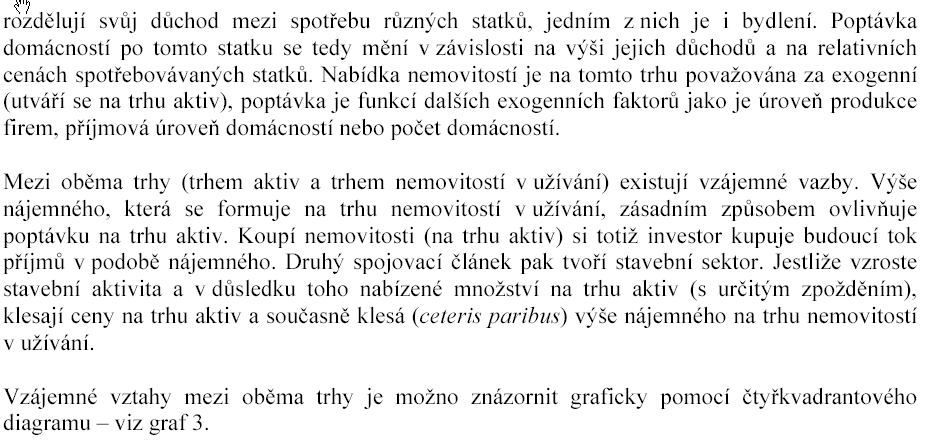 rozdělují svůj důchod mezi spotřebu různých statků, jedním z nich je i bydlení. Poptávka
domácností po tomto statku se tedy mění v závislosti na výši jejich důchodů a na relativních
cenách spotřebovávaných statků. Nabídka nemovitostí je na tomto trhu považována za exogenní
(utváří se na trhu aktiv), poptávka je funkcí dalších exogenních faktorů jako je úroveň produkce
firem, příjmová úroveň domácností nebo počet domácností.
Mezi oběma trhy (trhem aktiv a trhem nemovitostí v užívání) existují vzájemné vazby. Výše
nájemného, která se formuje na trhu nemovitostí v užívání, zásadním způsobem ovlivňuje
poptávku na trhu aktiv. Koupí nemovitosti (na trhu aktiv) si totiž investor kupuje budoucí tok
příjmů v podobě nájemného. Druhý spojovací článek pak tvoří stavební sektor. Jestliže vzroste
stavební aktivita a v důsledku toho nabízené množství na trhu aktiv (s určitým zpožděním),
klesají ceny na trhu aktiv a současně klesá (ceteris paribus) výše nájemného na trhu nemovitostí
v užívání.
Vzájemné vztahy mezi oběma trhy je možno znázornit graficky pomocí čtyřkvadrantového
diagramu – viz graf 3.